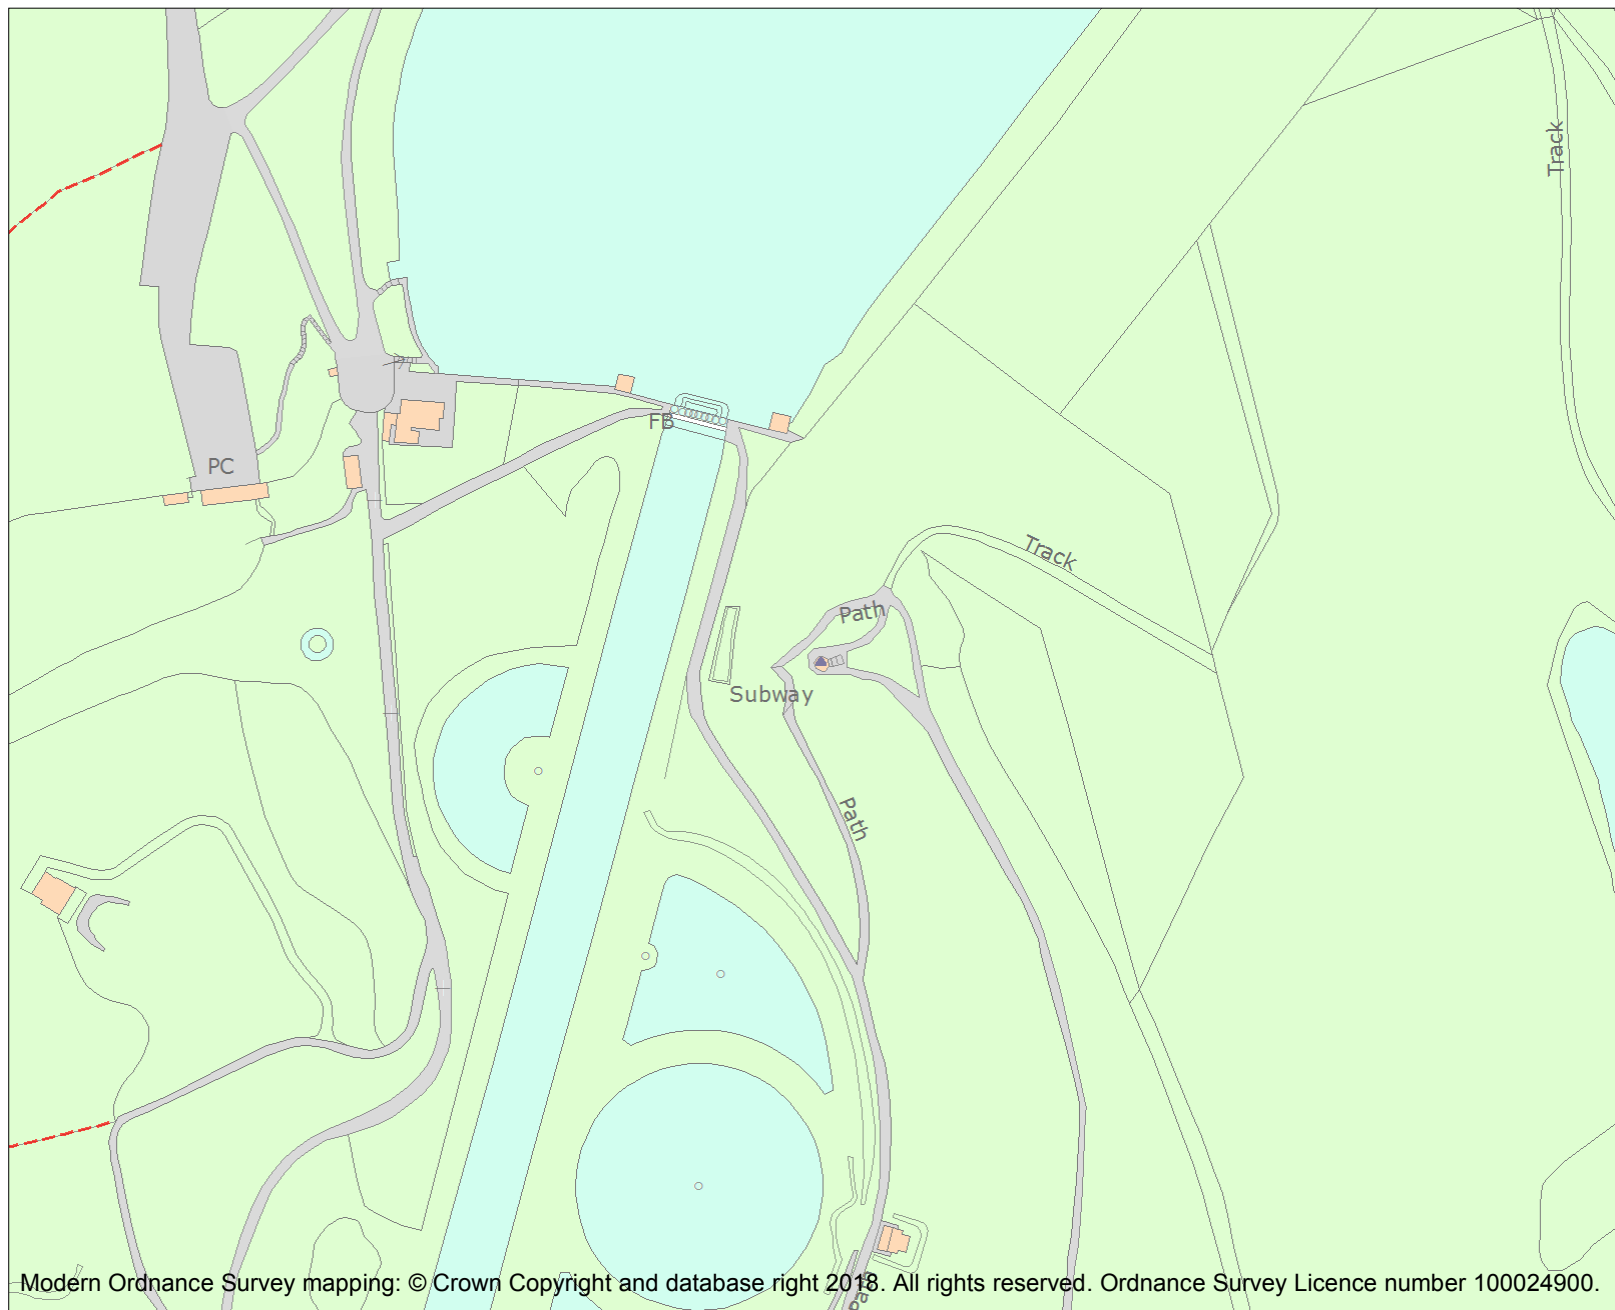 Track
FB
PC
Track
Path
Subway
Path
Path
Modern Ordnance Survey mapping: © Crown Copyright and database right 2018. All rights reserved. Ordnance Survey Licence number 100024900.